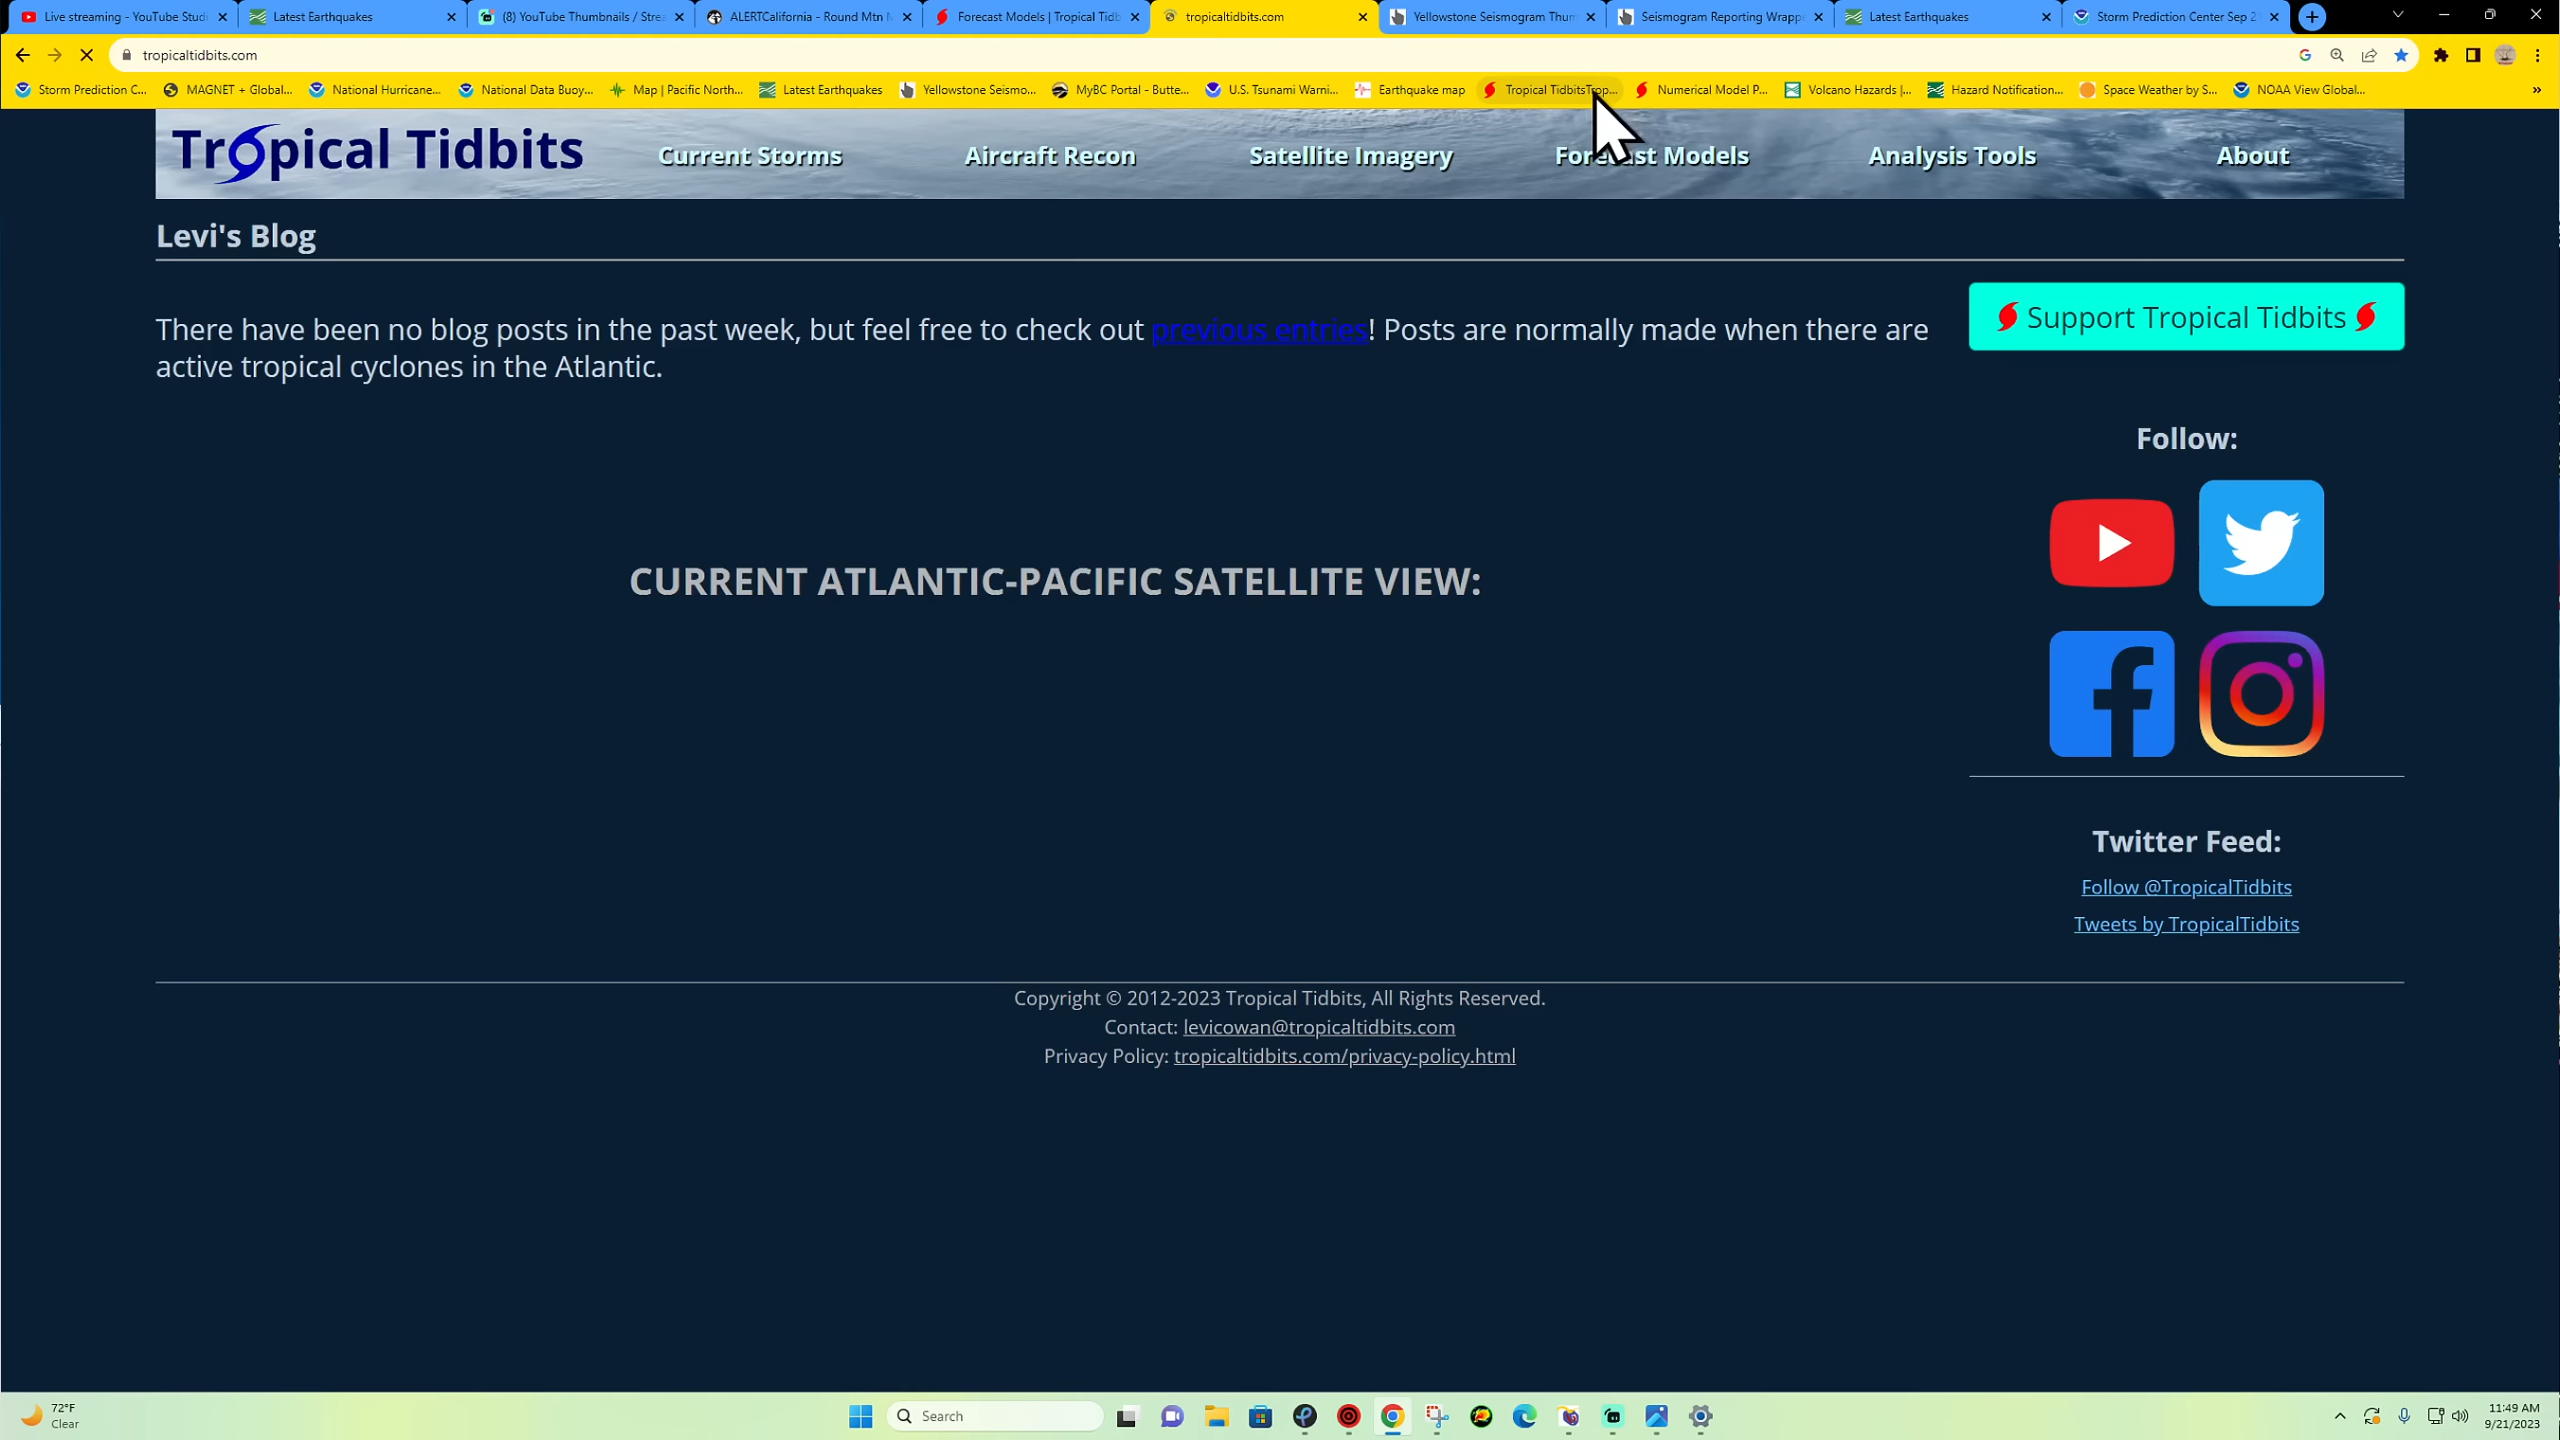 Live streaming - YouTube Studi
Latest Earthquakes
(8) YouTube Thumbnails / Strea
ALERTCalifornia - Round Mtn
Forecast Models | Tropical Tidb
tropicaltidbits.com
Yellowstone Seismogram Thum
Seismogram Reporting Wrapp
Latest Earthquakes
Storm Prediction Center Sep 2
tropicaltidbits.com
Storm Prediction C...
MAGNET + Global...
National Hurricane...
National Data Buoy...
Map | Pacific North...
Latest Earthquakes
Yellowstone Seismo...
MyBC Portal - Butte...
U.S. Tsunami Warni...
Earthquake map
Tropical TidbitsTrop...
Numerical Model P...
Volcano Hazards |...
Hazard Notification...
Space Weather by S...
NOAA View Global...
»
Tropical Tidbits
Current Storms
Aircraft Recon
Satellite Imagery
Forecast Models
Analysis Tools
About
Levi's Blog
There have been no blog posts in the past week, but feel free to check out previous entries! Posts are normally made when there are
active tropical cyclones in the Atlantic.
Support Tropical Tidbits
Follow:
CURRENT ATLANTIC-PACIFIC SATELLITE VIEW:
Twitter Feed:
Follow @TropicalTidbits
Tweets by TropicalTidbits
Copyright © 2012-2023 Tropical Tidbits, All Rights Reserved.
Contact: levicowan@tropicaltidbits.com
Privacy Policy: tropicaltidbits.com/privacy-policy.html
72°F
Clear
Search
11:49 AM
9/21/2023